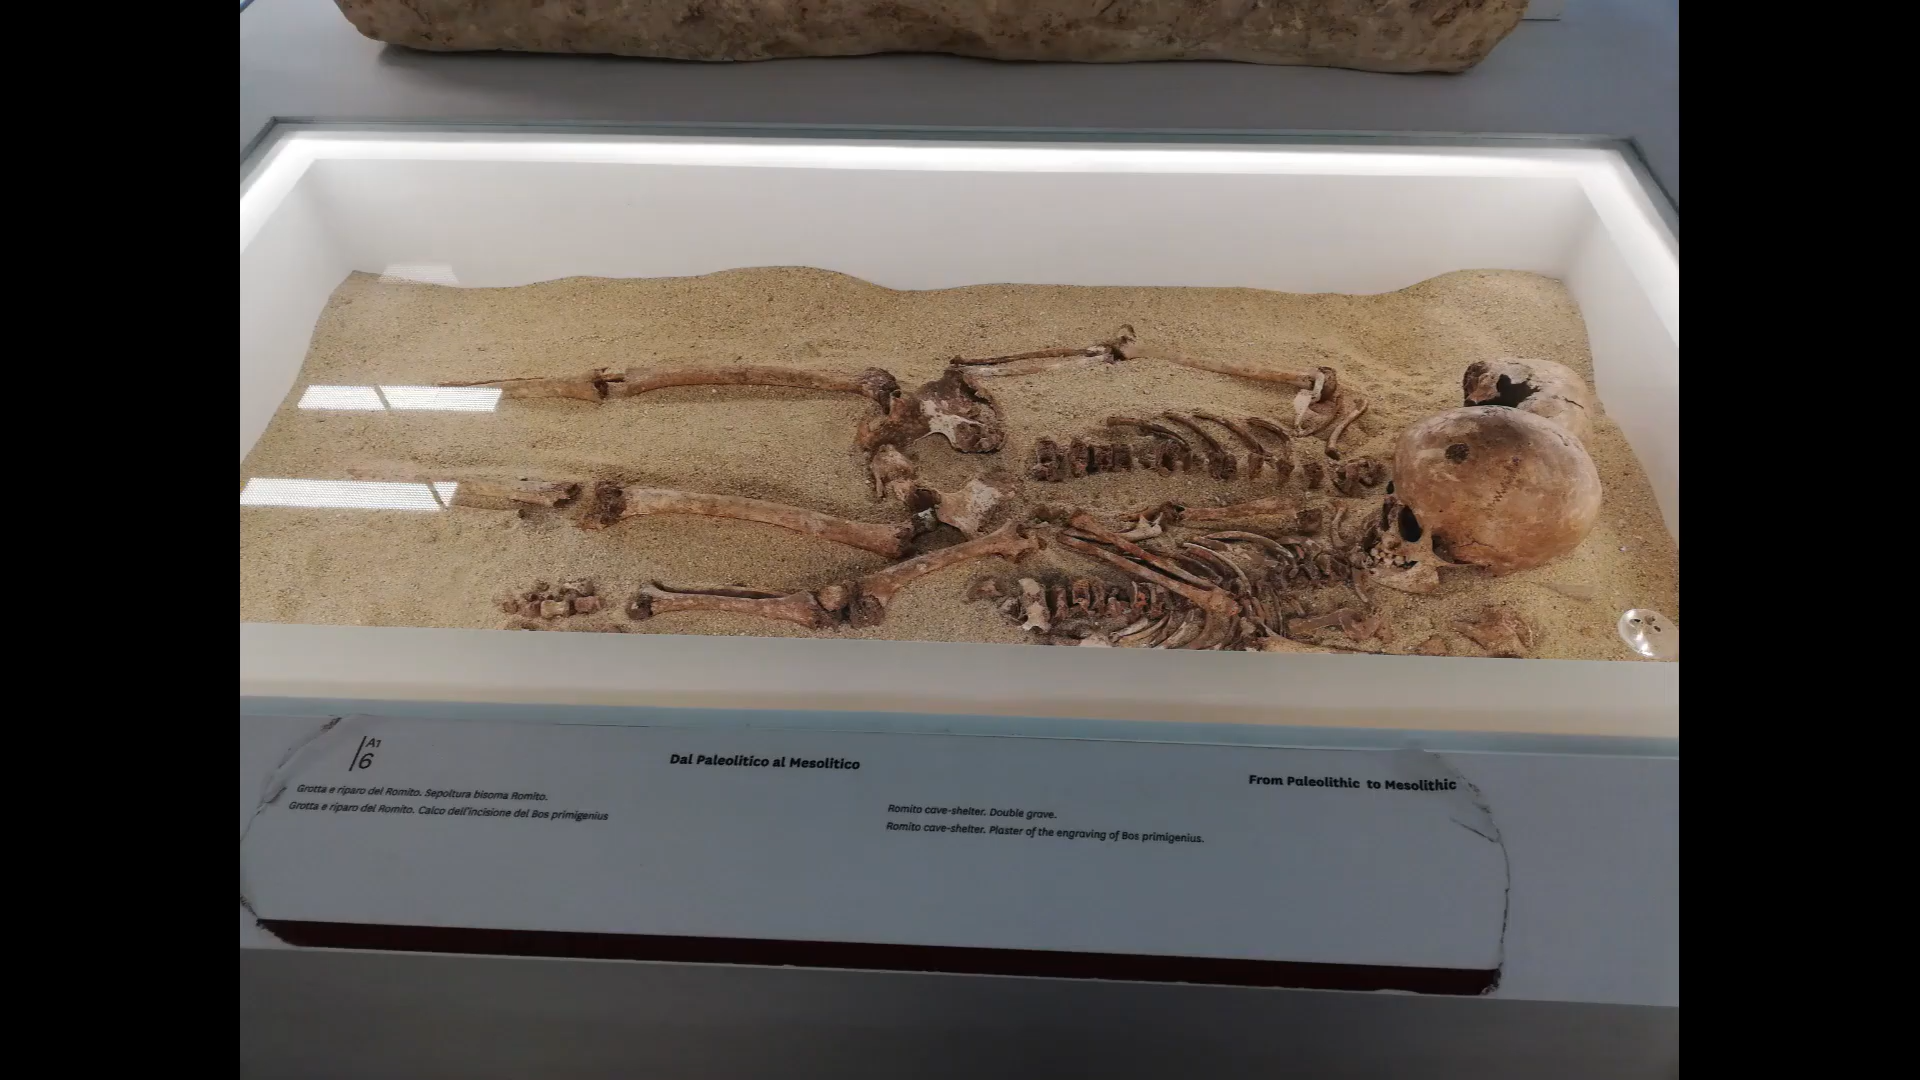 A1
6
Dal Paleolitico al Mesolitico
From Paleolithic to Mesolithic
Grotta e riparo del Romito. Sepoltura bisoma Romito.
Grotta e riparo del Romito. Calco dell'incisione del Bos primigenius
Romito cave-shelter. Double grave.
Romito cave-shelter. Plaster of the engraving of Bos primigenius.